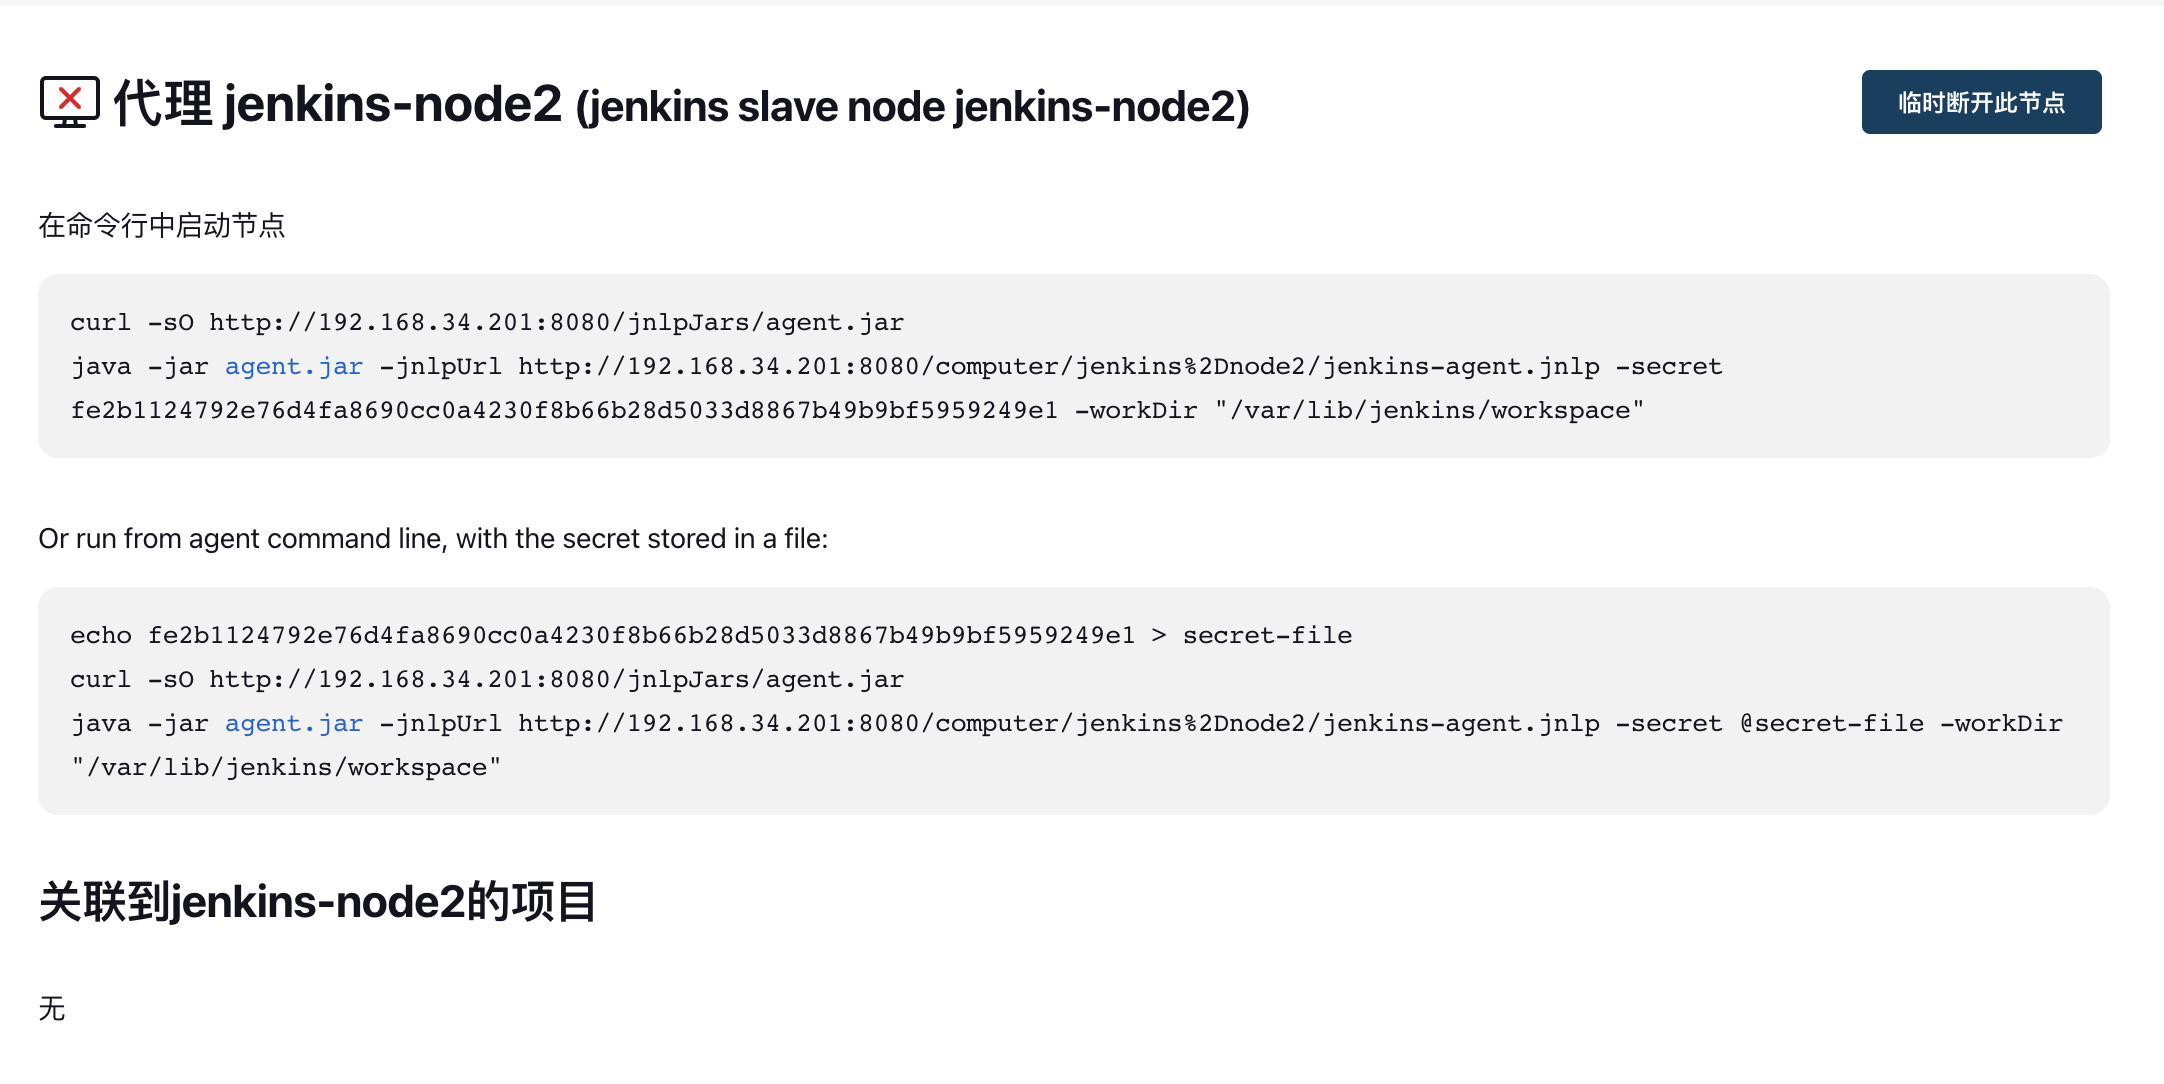 代理 jenkins-node2 (jenkins slave node jenkins-node2)
临时断开此节点
在命令行中启动节点
curl -sO http://192.168.34.201:8080/jnlpJars/agent.jar
java -jar agent.jar -jnlpUrl http://192.168.34.201:8080/computer/jenkins%2Dnode2/jenkins-agent.jnlp -secret
fe2b1124792e76d4fa8690cc0a4230f8b66b28d5033d8867b49b9bf5959249e1 -workDir "/var/lib/jenkins/workspace"
Or run from agent command line, with the secret stored in a file:
echo fe2b1124792e76d4fa8690cc0a4230f8b66b28d5033d8867b49b9bf5959249e1 > secret-file
curl -sO http://192.168.34.201:8080/jnlpJars/agent.jar
java -jar agent.jar -jnlpUrl http://192.168.34.201:8080/computer/jenkins%2Dnode2/jenkins-agent.jnlp -secret @secret-file -workDir
"/var/lib/jenkins/workspace"
关联到jenkins-node2的项目
无